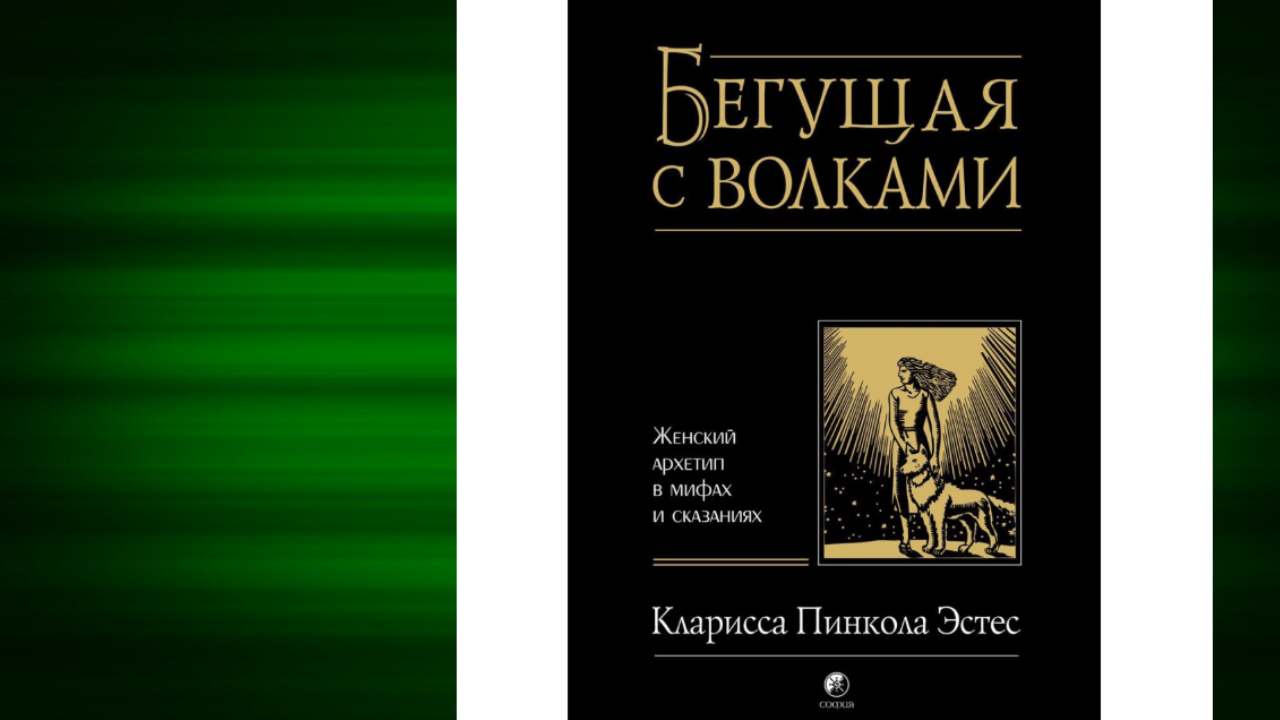 Бегущая
с волками
Женский
архетип
в мифах
и сказаниях
Кларисса Пинкола Эстес
софия